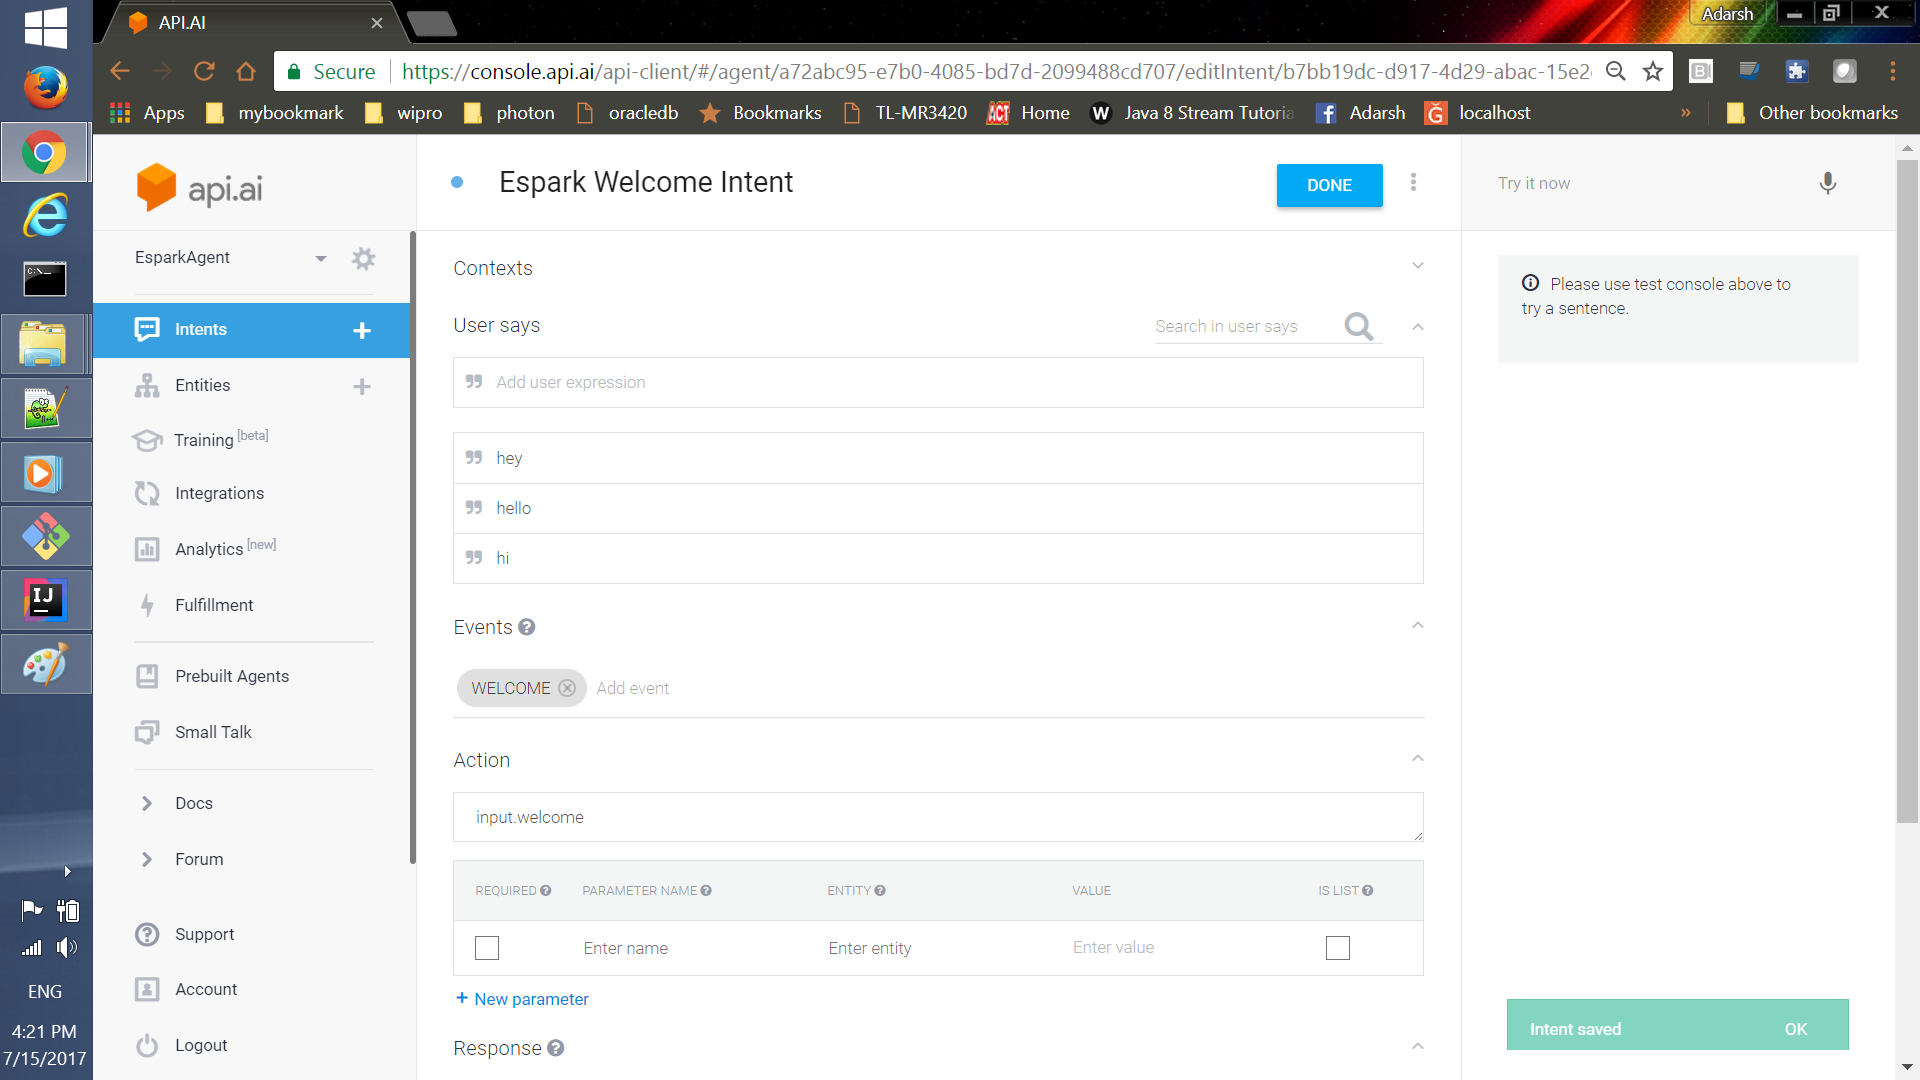 API.AI
Adarsh
Secure
https://console.api.ai/api-client/#/agent/a72abc95-e7b0-4085-bd7d-2099488cd707/editIntent/b7bb19dc-d917-4d29-abac-15e2
Apps
mybookmark
wipro
photon
oracledb
Bookmarks
TL-MR3420
ACT
Home
W
Java 8 Stream Tutoria
Adarsh
localhost
»
Other bookmarks
api.ai
Espark Welcome Intent
DONE
Try it now
EsparkAgent
Intents
Entities
Training [beta]
Integrations
Analytics [new]
Fulfillment
Prebuilt Agents
Small Talk
Docs
Forum
Support
Account
Logout
Contexts
User says
Search in user says
Add user expression
hey
hello
hi
Events
WELCOME
Add event
Action
input.welcome
REQUIRED
PARAMETER NAME
ENTITY
VALUE
IS LIST
Enter name
Enter entity
Enter value
+ New parameter
Response
Please use test console above to
try a sentence.
Intent saved
OK
C:\_
IJ
ENG
4:21 PM
7/15/2017